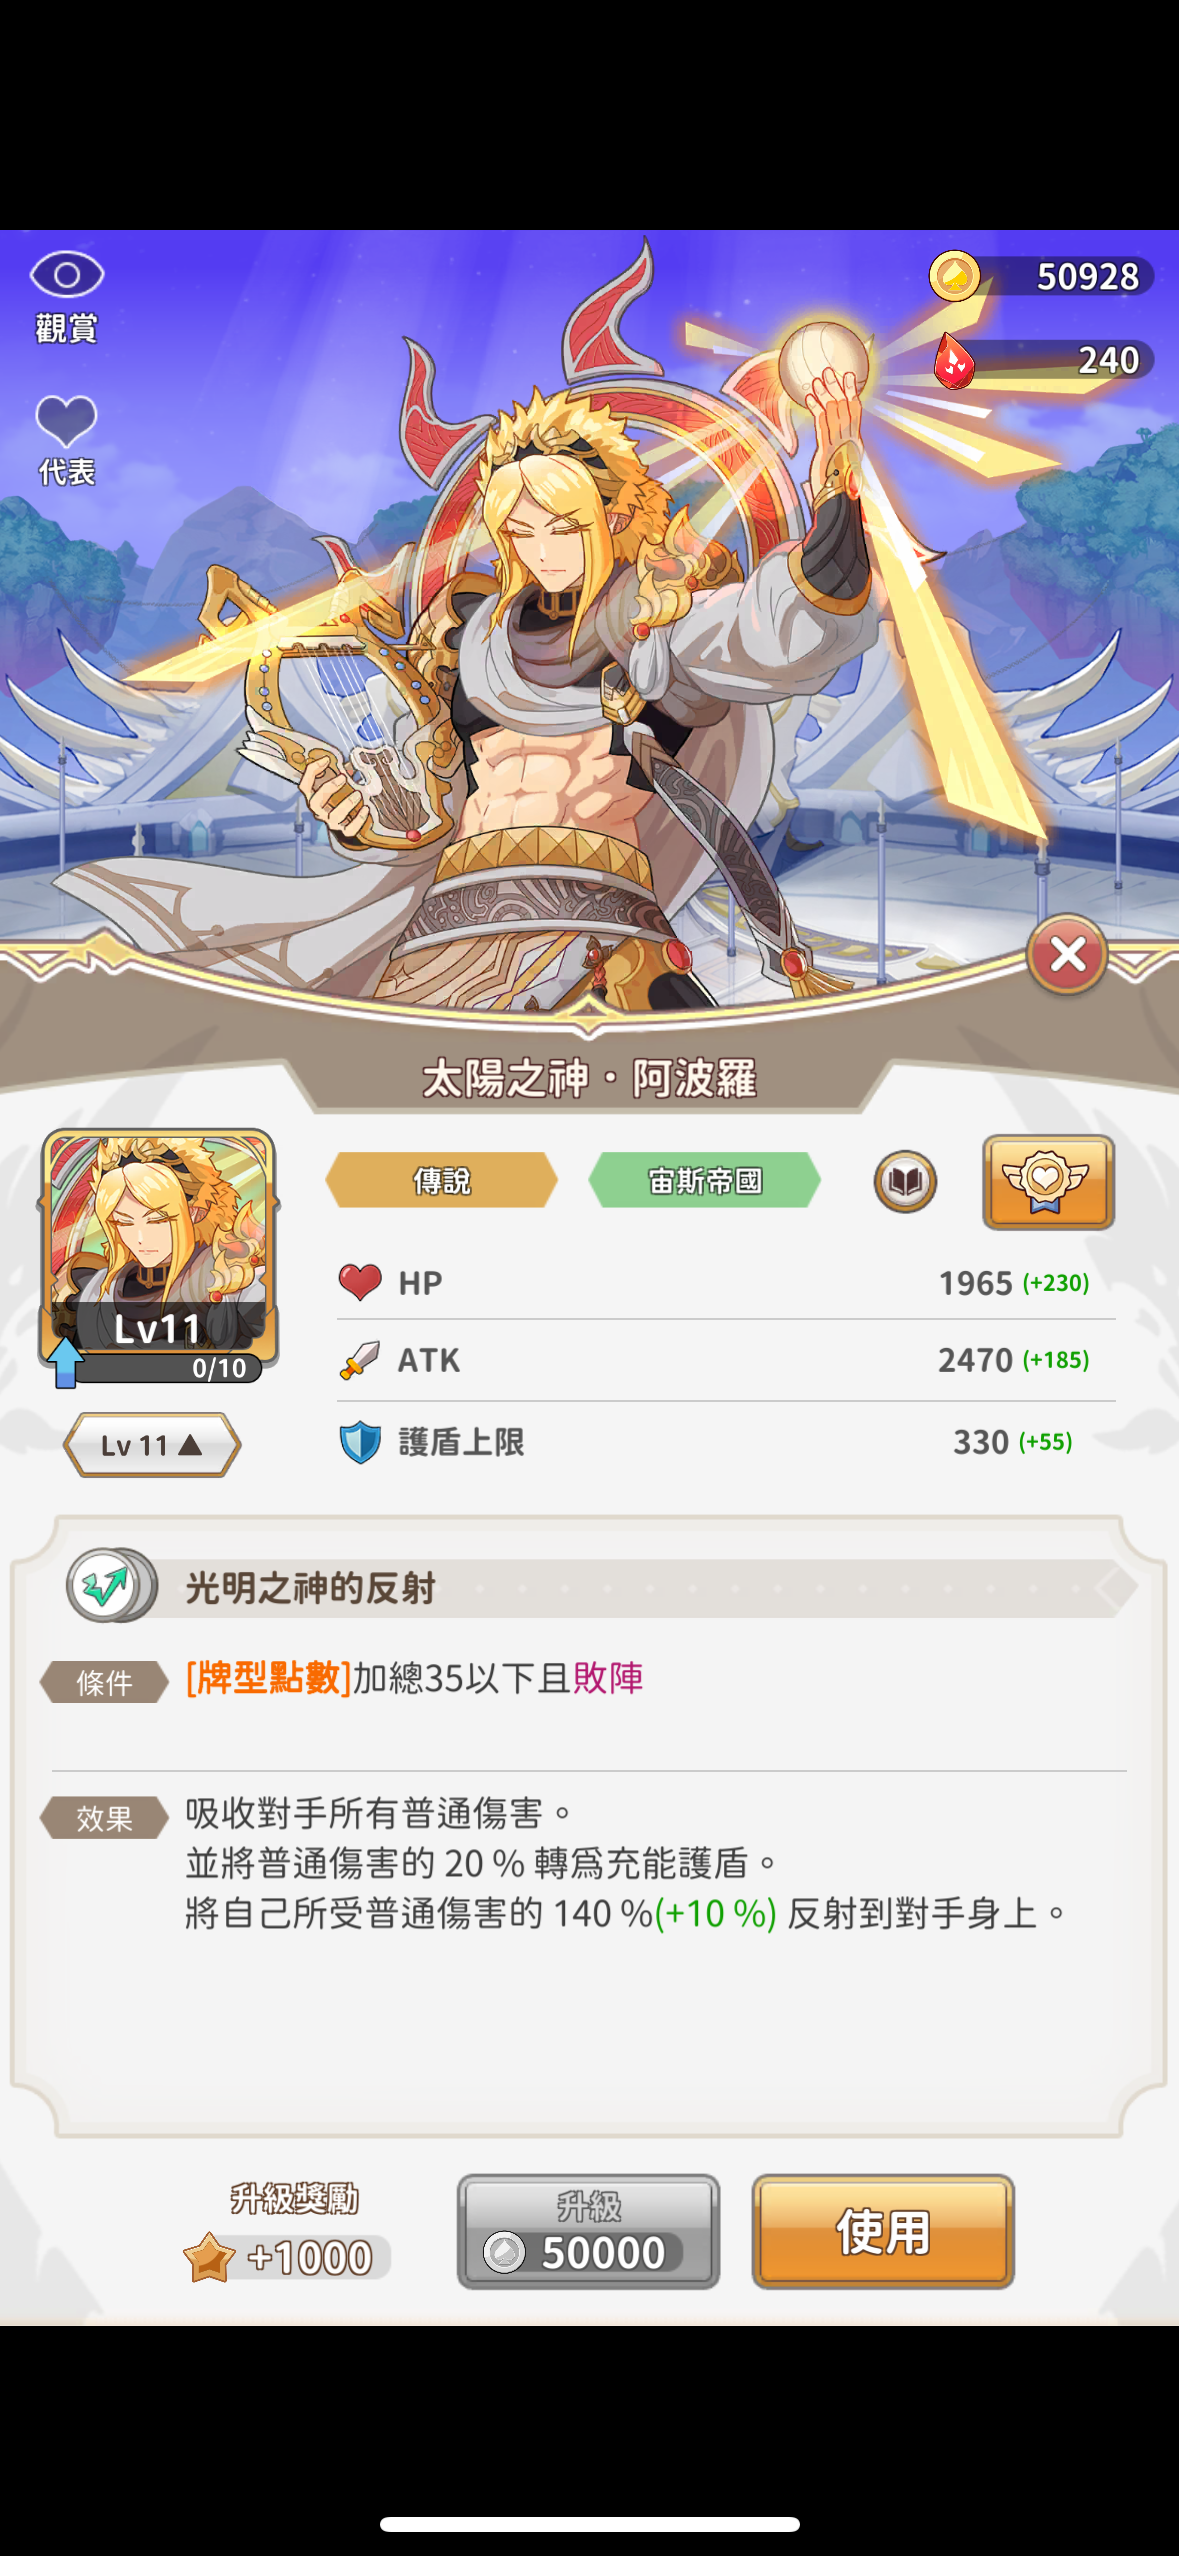 觀賞
50928
240
代表
太陽之神·阿波羅
傳說
宙斯帝國
HP
1965 (+230)
Lv11
0/10
ATK
2470 (+185)
Lv 11 ▲
護盾上限
330 (+55)
光明之神的反射
條件
[牌型點數]加總35以下且敗陣
效果
吸收對手所有普通傷害。
並將普通傷害的 20 % 轉爲充能護盾。
將自己所受普通傷害的 140 %(+10 %) 反射到對手身上。
升級獎勵
+1000
升級
50000
使用